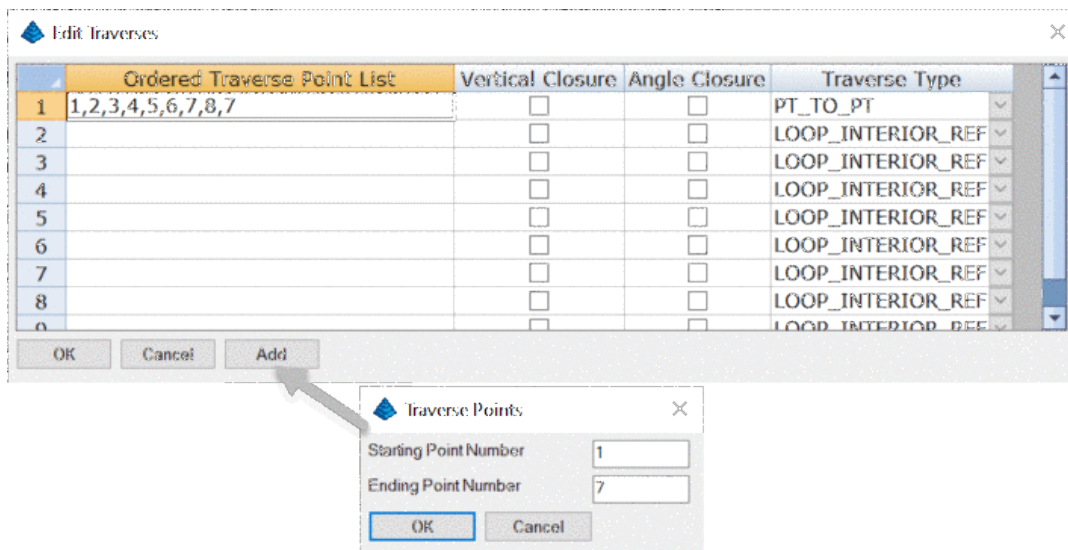 Edit Traverses
Ordered Traverse Point List Vertical Closure Angle Closure Traverse Type
1 1,2,3,4,5,6,7,8,7 PT_TO_PT
2 LOOP_INTERIOR_REF
3 LOOP_INTERIOR_REF
4 LOOP_INTERIOR_REF
5 LOOP_INTERIOR_REF
6 LOOP_INTERIOR_REF
7 LOOP_INTERIOR_REF
8 LOOP_INTERIOR_REF
9 LOOP_INTERIOR_REF
OK Cancel Add
Traverse Points
Starting Point Number 1
Ending Point Number 7
OK Cancel